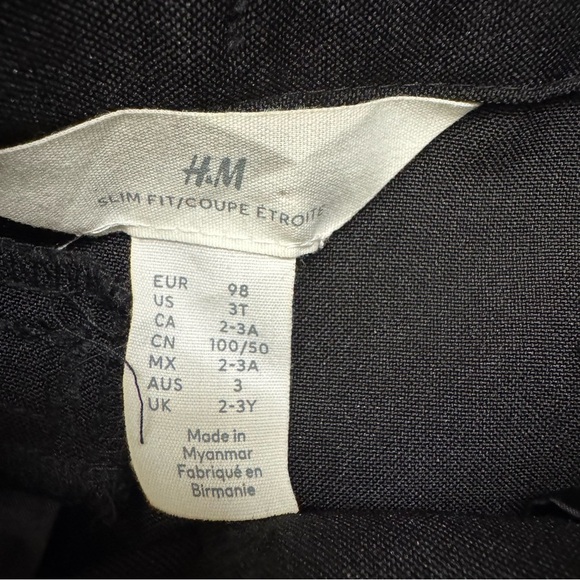 H&M
SLIM FIT/COUPE ÉTROITE
EUR 98
US 3T
CA 2-3A
CN 100/50
MX 2-3A
AUS 3
UK 2-3Y
Made in
Myanmar
Fabriqué en
Birmanie